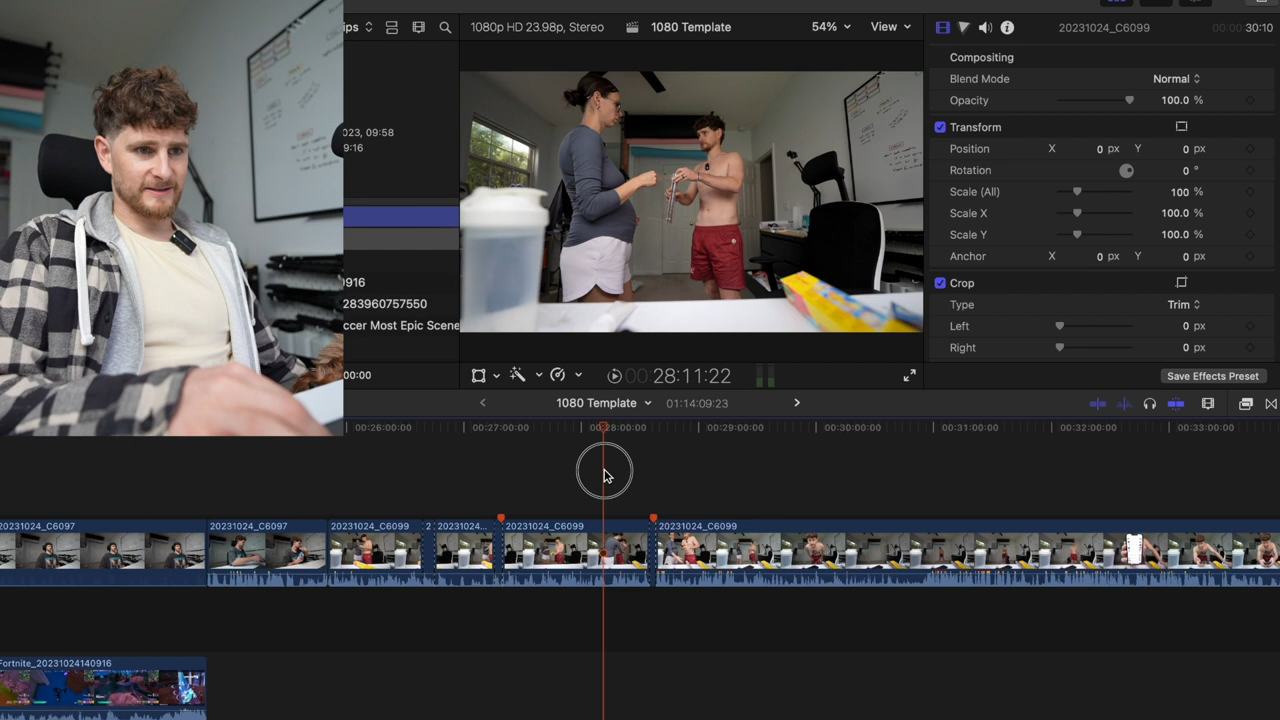 ips
1080p HD 23.98p, Stereo
1080 Template
54%
View
20231024_C6099
00:00:30:10
Compositing
Blend Mode
Normal
Opacity
100.0 %
Transform
Position
X
0 px
Y
0 px
Rotation
0 °
Scale (All)
100 %
Scale X
100.0 %
Scale Y
100.0 %
Anchor
X
0 px
Y
0 px
Crop
Type
Trim
Left
0 px
Right
0 px
Save Effects Preset
023, 09:58
9:16
0916
283960757550
ccer Most Epic Scene
00:00
00:28:11:22
1080 Template
01:14:09:23
00:26:00:00
00:27:00:00
28:00:00
00:29:00:00
00:30:00:00
00:31:00:00
00:32:00:00
00:33:00:00
20231024_C6097
20231024_C6097
20231024_C6099
2
20231024...
20231024_C6099
20231024_C6099
Fortnite_20231024140916